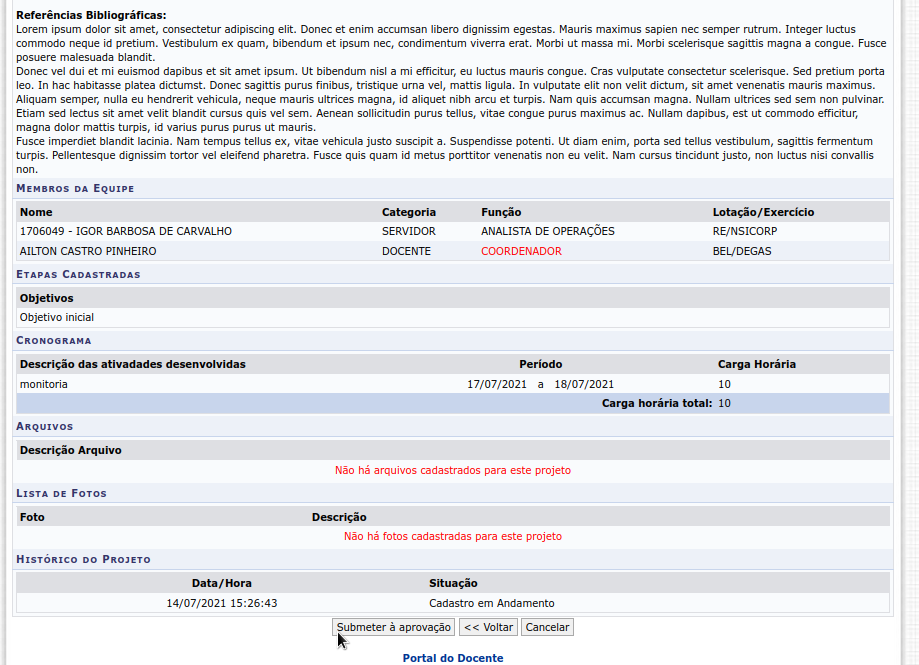 Referências Bibliográficas:
Lorem ipsum dolor sit amet, consectetur adipiscing elit. Donec et enim accumsan libero dignissim egestas. Mauris maximus sapien nec semper rutrum. Integer luctus
commodo neque id pretium. Vestibulum ex quam, bibendum et ipsum nec, condimentum viverra erat. Morbi ut massa mi. Morbi scelerisque sagittis magna a congue. Fusce
posuere malesuada blandit.
Donec vel dui et mi euismod dapibus et sit amet ipsum. Ut bibendum nisl a mi efficitur, eu luctus mauris congue. Cras vulputate consectetur scelerisque. Sed pretium porta
leo. In hac habitasse platea dictumst. Donec sagittis purus finibus, tristique urna vel, mattis ligula. In vulputate elit non velit dictum, sit amet venenatis mauris maximus.
Aliquam semper, nulla eu hendrerit vehicula, neque mauris ultrices magna, id aliquet nibh arcu et turpis. Nam quis accumsan magna. Nullam ultrices sed sem non pulvinar.
Etiam sed lectus sit amet velit blandit cursus quis vel sem. Aenean sollicitudin purus tellus, vitae congue purus maximus ac. Nullam dapibus, est ut commodo efficitur,
magna dolor mattis turpis, id varius purus purus ut mauris.
Fusce imperdiet blandit lacinia. Nam tempus tellus ex, vitae vehicula justo suscipit a. Suspendisse potenti. Ut diam enim, porta sed tellus vestibulum, sagittis fermentum
turpis. Pellentesque dignissim tortor vel eleifend pharetra. Fusce quis quam id metus porttitor venenatis non eu velit. Nam cursus tincidunt justo, non luctus nisi convallis
non.
Membros da Equipe
Nome Categoria Função Lotação/Exercício
1706049 - IGOR BARBOSA DE CARVALHO SERVIDOR ANALISTA DE OPERAÇÕES RE/NSICORP
AILTON CASTRO PINHEIRO DOCENTE COORDENADOR BEL/DEGAS
Etapas Cadastradas
Objetivos
Objetivo inicial
Cronograma
Descrição das ativadades desenvolvidas Período Carga Horária
monitoria 17/07/2021 a 18/07/2021 10
Carga horária total: 10
Arquivos
Descrição Arquivo
Não há arquivos cadastrados para este projeto
Lista de Fotos
Foto Descrição
Não há fotos cadastradas para este projeto
Histórico do Projeto
Data/Hora Situação
14/07/2021 15:26:43 Cadastro em Andamento
Submeter à aprovação << Voltar Cancelar
Portal do Docente